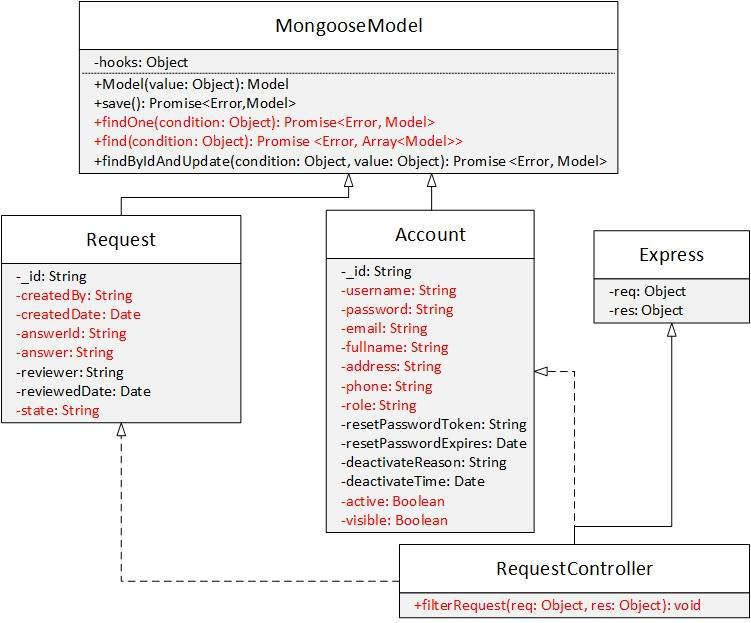 MongooseModel
-hooks: Object
+Model(value: Object): Model
+save(): Promise<Error,Model>
+findOne(condition: Object): Promise<Error, Model>
+find(condition: Object): Promise <Error, Array<Model>>
+findByIdAndUpdate(condition: Object, value: Object): Promise <Error, Model>
Request
-_id: String
-createdBy: String
-createdDate: Date
-answerId: String
-answer: String
-reviewer: String
-reviewedDate: Date
-state: String
Account
-_id: String
-username: String
-password: String
-email: String
-fullname: String
-address: String
-phone: String
-role: String
-resetPasswordToken: String
-resetPasswordExpires: Date
-deactivateReason: String
-deactivateTime: Date
-active: Boolean
-visible: Boolean
Express
-req: Object
-res: Object
RequestController
+filterRequest(req: Object, res: Object): void